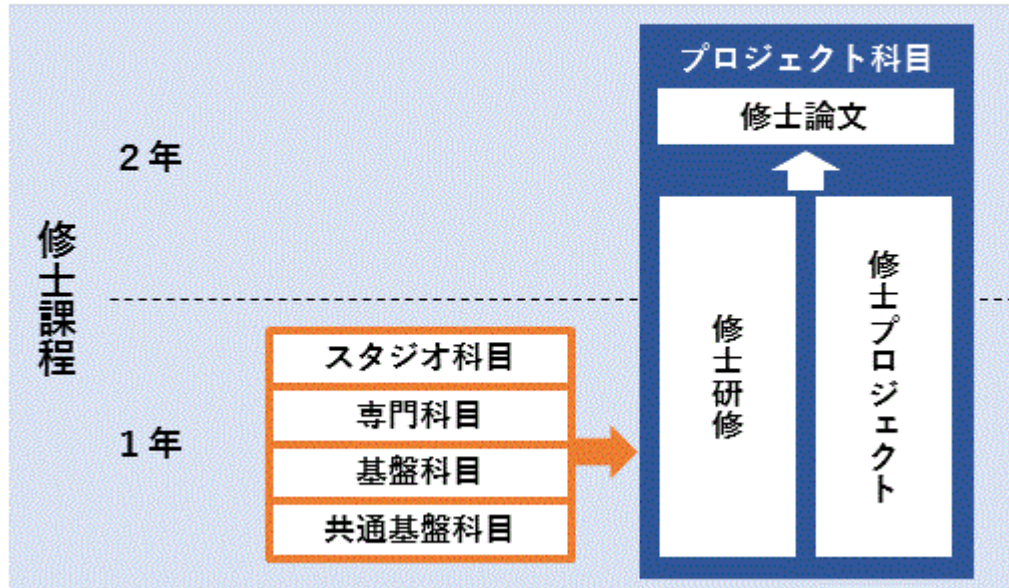 プロジェクト科目
修士論文
2年
修士課程
修士研修
修士プロジェクト
1年
スタジオ科目
専門科目
基盤科目
共通基盤科目